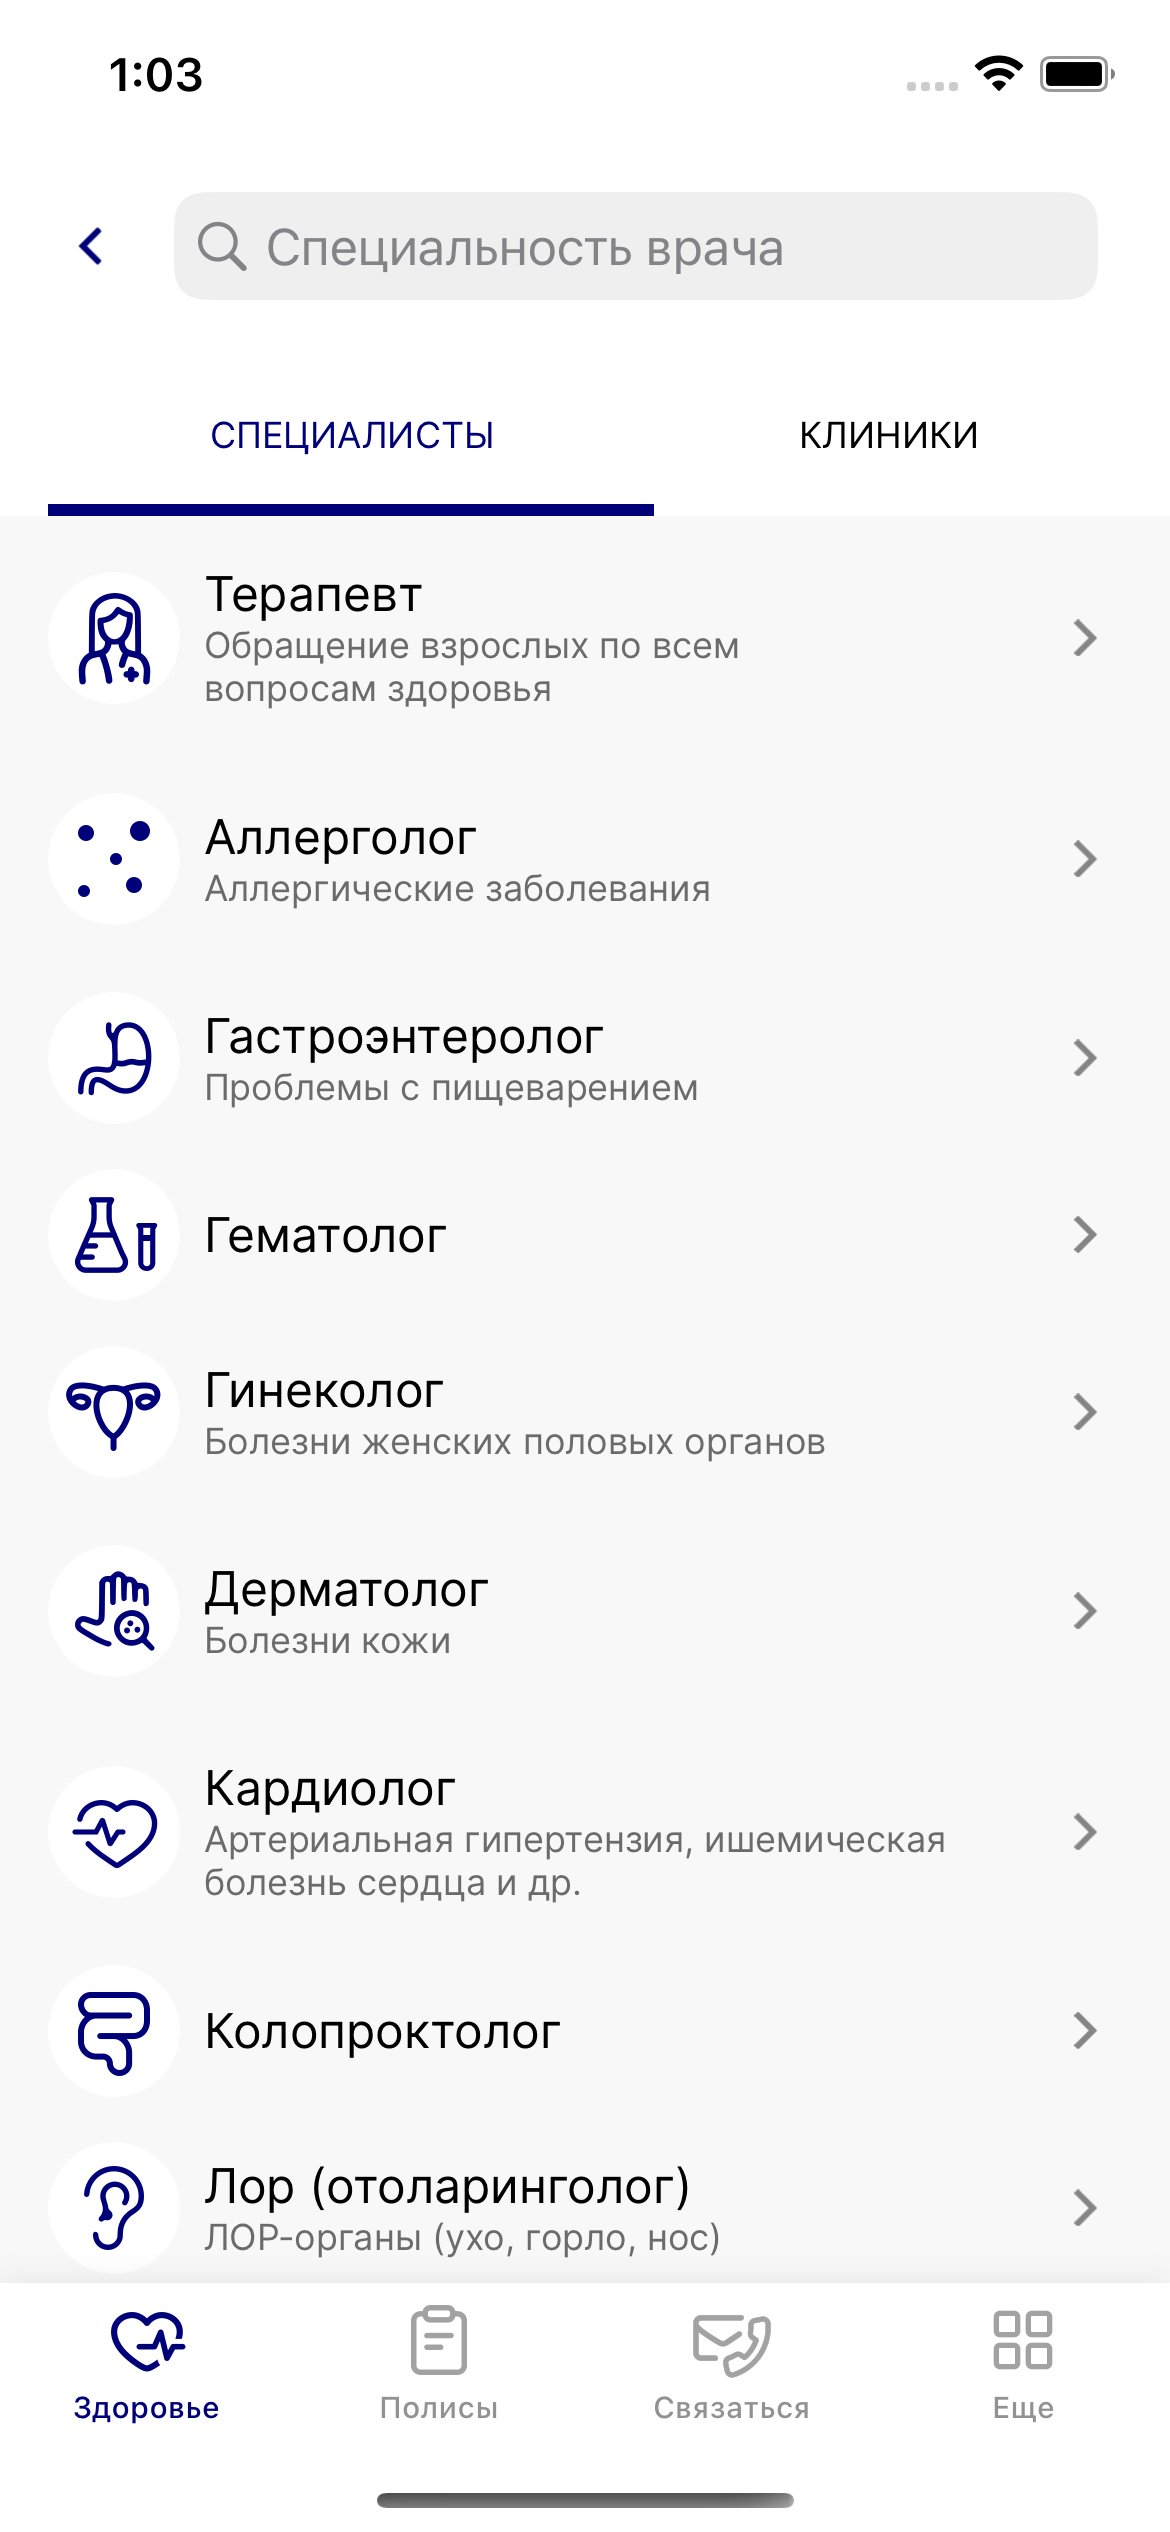 1:03
Специальность врача
СПЕЦИАЛИСТЫ
КЛИНИКИ
Терапевт
Обращение взрослых по всем
вопросам здоровья
Аллерголог
Аллергические заболевания
Гастроэнтеролог
Проблемы с пищеварением
Гематолог
Гинеколог
Болезни женских половых органов
Дерматолог
Болезни кожи
Кардиолог
Артериальная гипертензия, ишемическая
болезнь сердца и др.
Колопроктолог
Лор (отоларинголог)
ЛОР-органы (ухо, горло, нос)
Здоровье
Полисы
Связаться
Еще